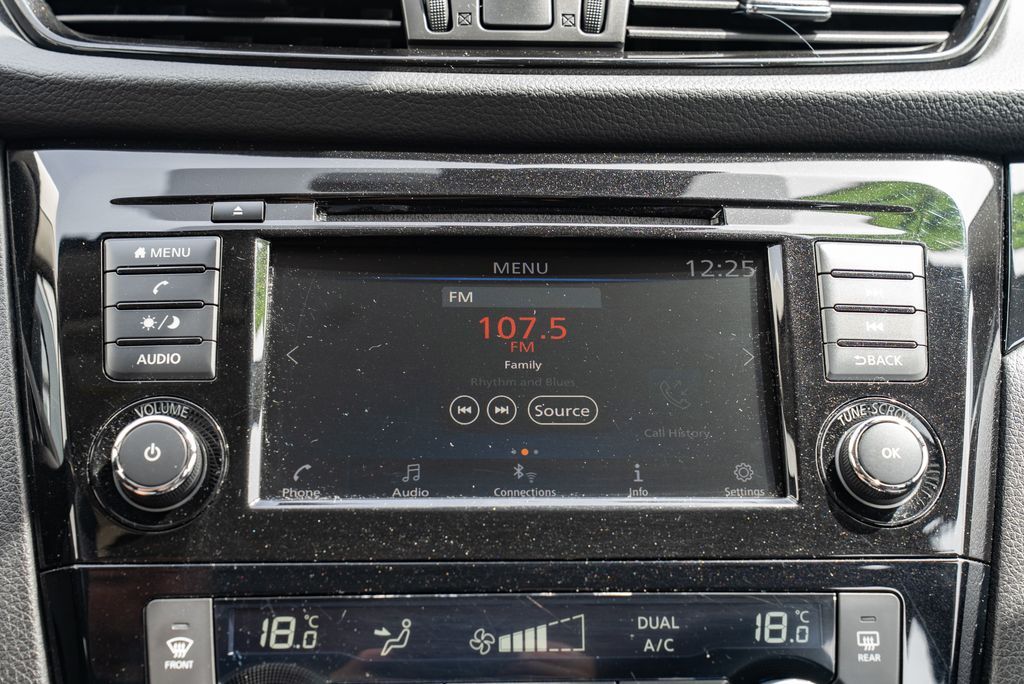 MENU
AUDIO
VOLUME
MENU
12:25
FM
107.5
FM
Family
Rhythm and Blues
Source
Call History
Phone
Audio
Connections
Info
Settings
BACK
TUNE·SCROLL
OK
FRONT
18.0°C
DUAL
A/C
18.0°C
REAR